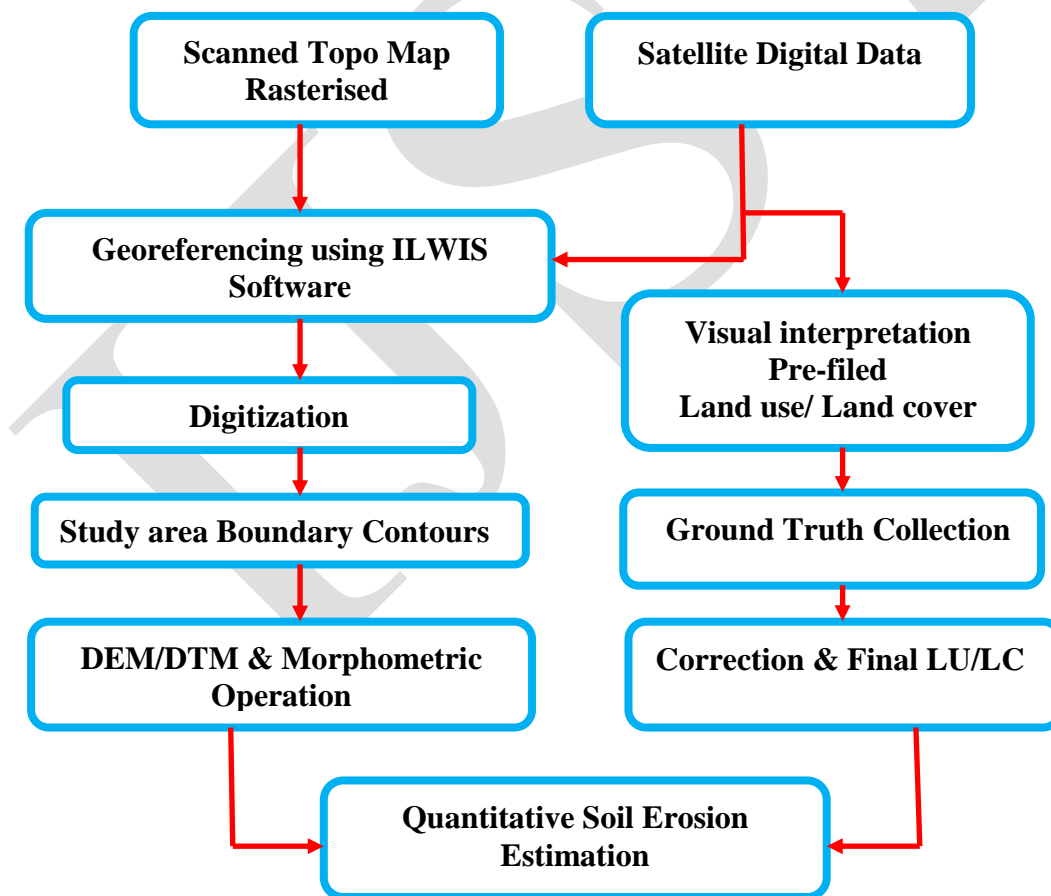 Scanned Topo Map
Rasterised
Satellite Digital Data
Georeferencing using ILWIS
Software
Visual interpretation
Pre-filed
Land use/ Land cover
Digitization
Study area Boundary Contours
Ground Truth Collection
DEM/DTM & Morphometric
Operation
Correction & Final LU/LC
Quantitative Soil Erosion
Estimation